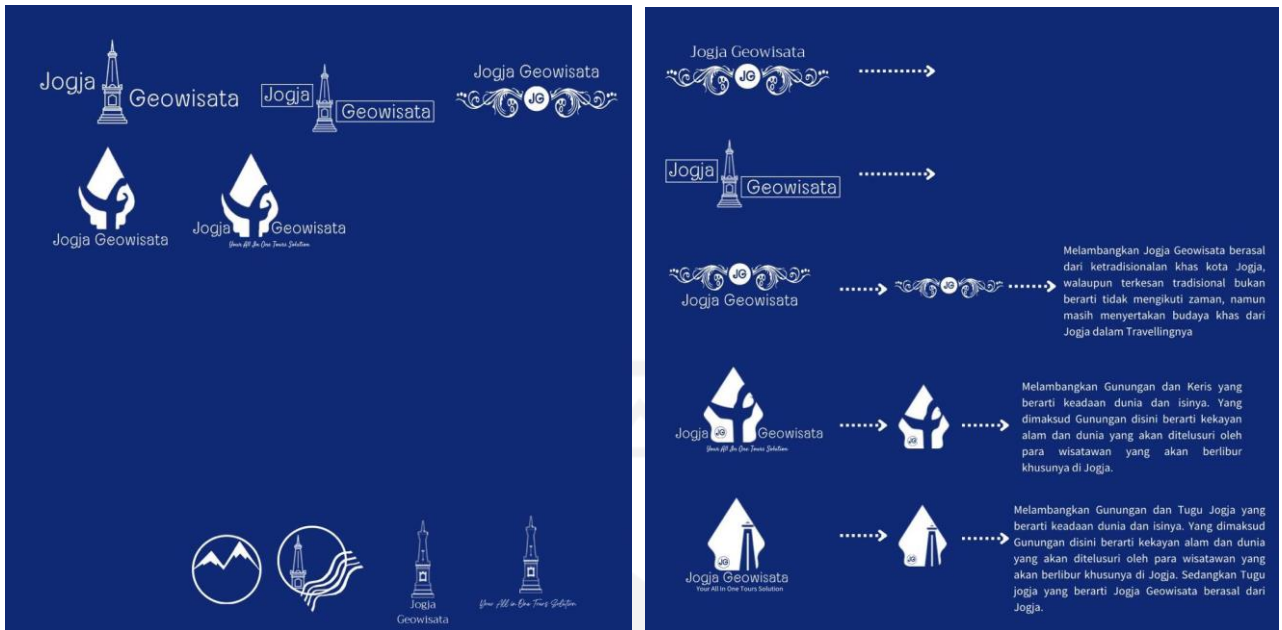 Jogja
Geowisata
Jogja
Geowisata
Jogja Geowisata
JG
Jogja Geowisata
Jogja
Geowisata
Your All In One Tours Solution
Jogja
Geowisata
Your All in One Tours Solution
Jogja Geowisata
JG
Jogja
Geowisata
JG
Jogja Geowisata
JG
Melambangkan Jogja Geowisata berasal
dari ketradisionalan khas kota Jogja,
walaupun terkesan tradisional bukan
berarti tidak mengikuti zaman, namun
masih menyertakan budaya khas dari
Jogja dalam Travellingnya
Jogja
JG
Geowisata
Your All In One Tours Solution
JG
Melambangkan Gunungan dan Keris yang
berarti keadaan dunia dan isinya. Yang
dimaksud Gunungan disini berarti kekayan
alam dan dunia yang akan ditelusuri oleh
para wisatawan yang akan berlibur
khusunya di Jogja.
JG
Jogja Geowisata
Your All In One Tours Solution
JG
Melambangkan Gunungan dan Tugu Jogja yang
berarti keadaan dunia dan isinya. Yang dimaksud
Gunungan disini berarti kekayan alam dan dunia
yang akan ditelusuri oleh para wisatawan yang
akan berlibur khusunya di Jogja. Sedangkan Tugu
jogja yang berarti Jogja Geowisata berasal dari
Jogja.